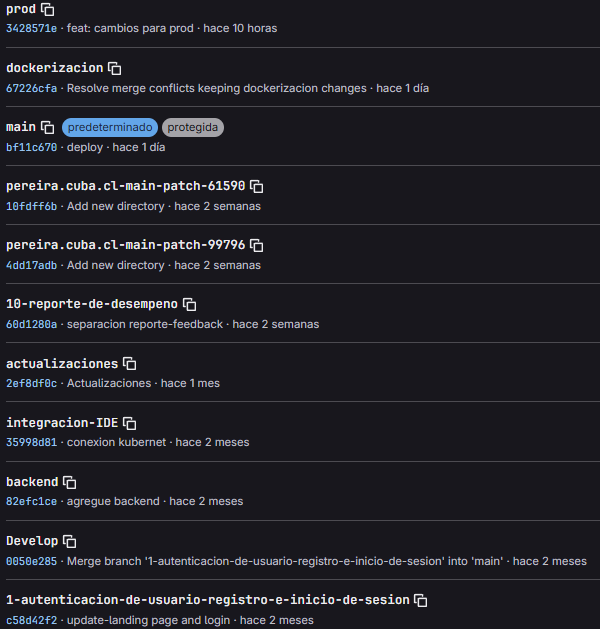 prod
3428571e · feat: cambios para prod · hace 10 horas
dockerizacion
67226cfa · Resolve merge conflicts keeping dockerizacion changes · hace 1 día
main predeterminado protegida
bf11c670 · deploy · hace 1 día
pereira.cuba.cl-main-patch-61590
10fdff6b · Add new directory · hace 2 semanas
pereira.cuba.cl-main-patch-99796
4dd17adb · Add new directory · hace 2 semanas
10-reporte-de-desempeno
60d1280a · separacion reporte-feedback · hace 2 semanas
actualizaciones
2ef8df0c · Actualizaciones · hace 1 mes
integracion-IDE
35998d81 · conexion kubernet · hace 2 meses
backend
82efc1ce · agregue backend · hace 2 meses
Develop
0050e285 · Merge branch '1-autenticacion-de-usuario-registro-e-inicio-de-sesion' into 'main' · hace 2 meses
1-autenticacion-de-usuario-registro-e-inicio-de-sesion
c58d42f2 · update-landing page and login · hace 2 meses